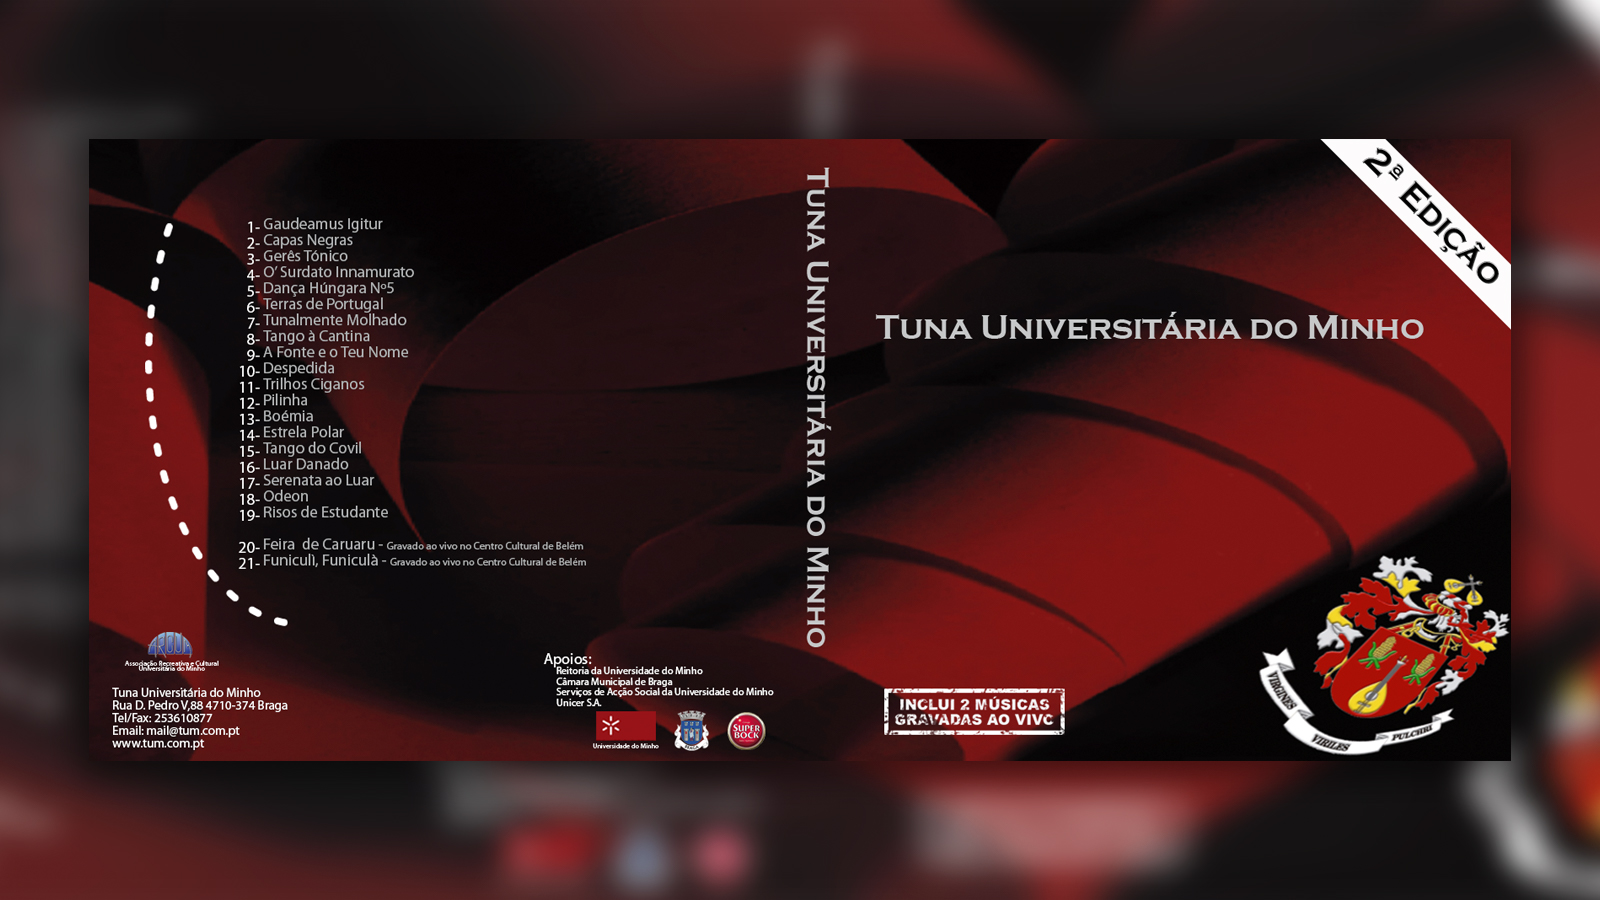 1- Gaudeamus Igitur
2- Capas Negras
3- Gerês Tónico
4- O' Surdato Innamurato
5- Dança Húngara Nº5
6- Terras de Portugal
7- Tunalmente Molhado
8- Tango à Cantina
9- A Fonte e o Teu Nome
10- Despedida
11- Trilhos Ciganos
12- Pilinha
13- Boémia
14- Estrela Polar
15- Tango do Covil
16- Luar Danado
17- Serenata ao Luar
18- Odeon
19- Risos de Estudante
20- Feira de Caruaru - Gravado ao vivo no Centro Cultural de Belém
21- Funiculì, Funiculà - Gravado ao vivo no Centro Cultural de Belém
Associação Recreativa e Cultural
Universitária do Minho
Tuna Universitária do Minho
Rua D. Pedro V,88 4710-374 Braga
Tel/Fax: 253610877
Email: mail@tum.com.pt
www.tum.com.pt
Apoios:
Reitoria da Universidade do Minho
Câmara Municipal de Braga
Serviços de Acção Social da Universidade do Minho
Unicer S.A.
Universidade do Minho
BRAGA
SUPER
BOCK
Tuna Universitária do Minho
2ª Edição
Tuna Universitária do Minho
INCLUI 2 MÚSICAS
GRAVADAS AO VIVO
VIRGINES
VIRILES
PULCHRI